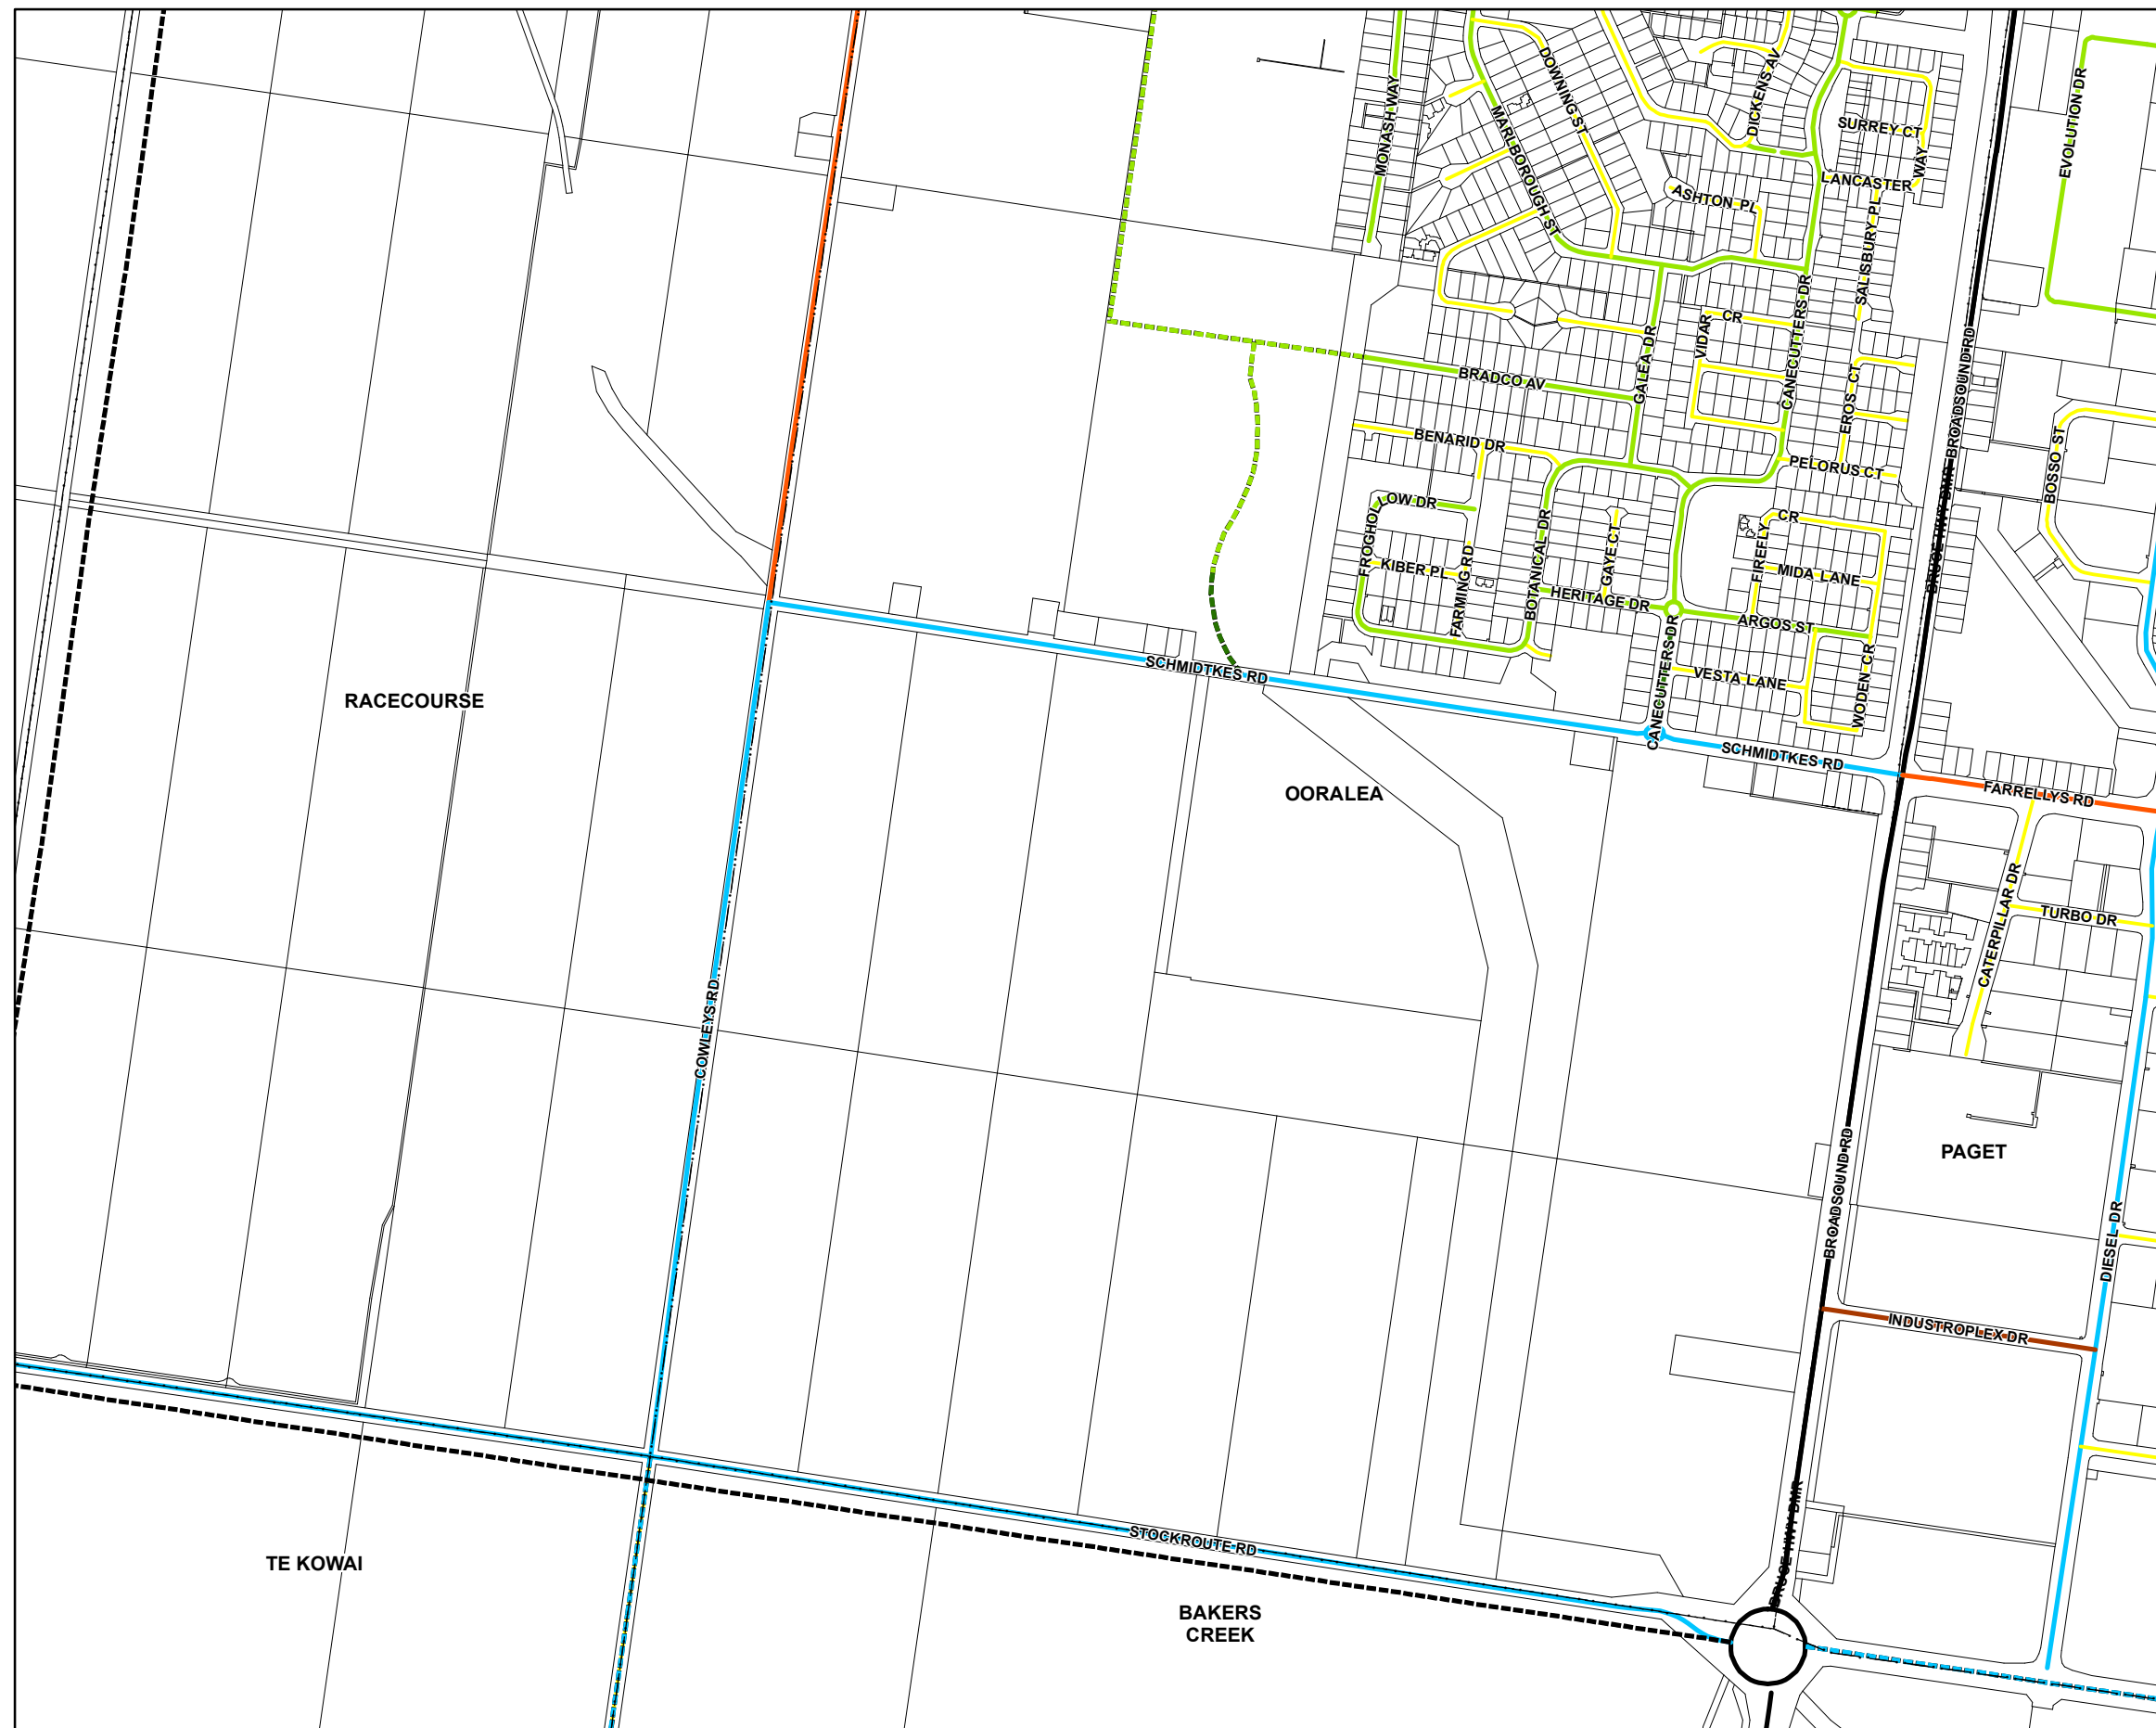 MONASH WAY
DOWNING ST
MARLBOROUGH ST
DICKENS AV
SURREY CT
LANCASTER
WAY
ASHTON PL
SALISBURY PL
EVOLUTION DR
VIDAR
CR
CANECUTTERS DR
GALEA DR
BRADCO AV
BENARID DR
EROS CT
PELORUS CT
BRUCE HWY DMR
BROADSOUND RD
BOSSO ST
FROGHOLLOW DR
KIBER PL
FARMING RD
BOTANICAL DR
GAYE CT
HERITAGE DR
FIREFLY
CR
MIDA LANE
ARGOS ST
CANECUTTERS DR
VESTA LANE
WODEN CR
SCHMIDTKES RD
SCHMIDTKES RD
RACECOURSE
OORALEA
FARRELLYS RD
CATERPILLAR DR
TURBO DR
COWLEYS RD
PAGET
BROADSOUND RD
DIESEL DR
INDUSTROPLEX DR
BRUCE HWY DMR
STOCKROUTE RD
TE KOWAI
BAKERS
CREEK